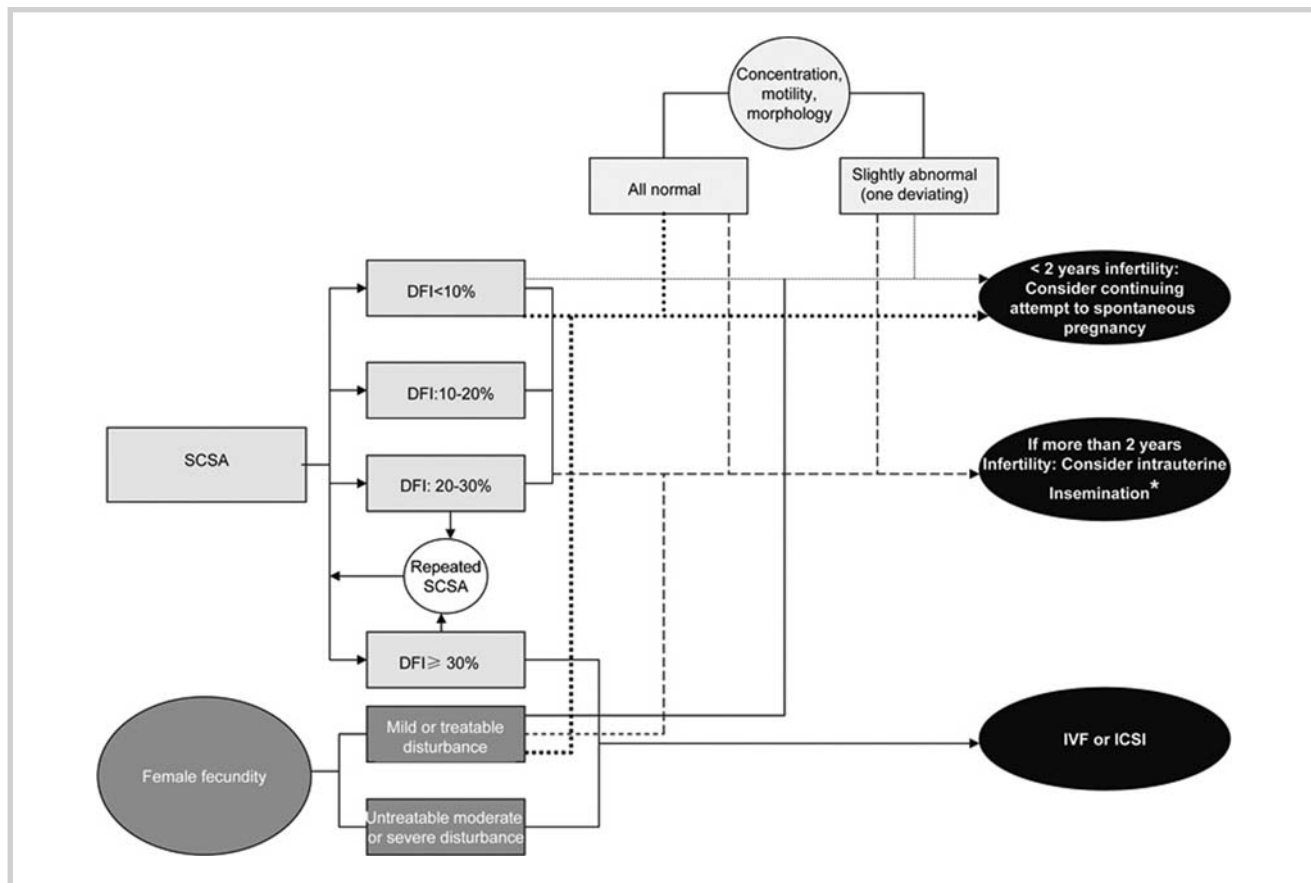 Concentration,
motility,
morphology
All normal
Slightly abnormal
(one deviating)
DFI<10%
< 2 years infertility:
Consider continuing
attempt to spontaneous
pregnancy
DFI:10-20%
SCSA
DFI: 20-30%
If more than 2 years
Infertility: Consider intrauterine
Insemination*
Repeated
SCSA
DFI≥ 30%
Mild or treatable
disturbance
Female fecundity
IVF or ICSI
Untreatable moderate
or severe disturbance